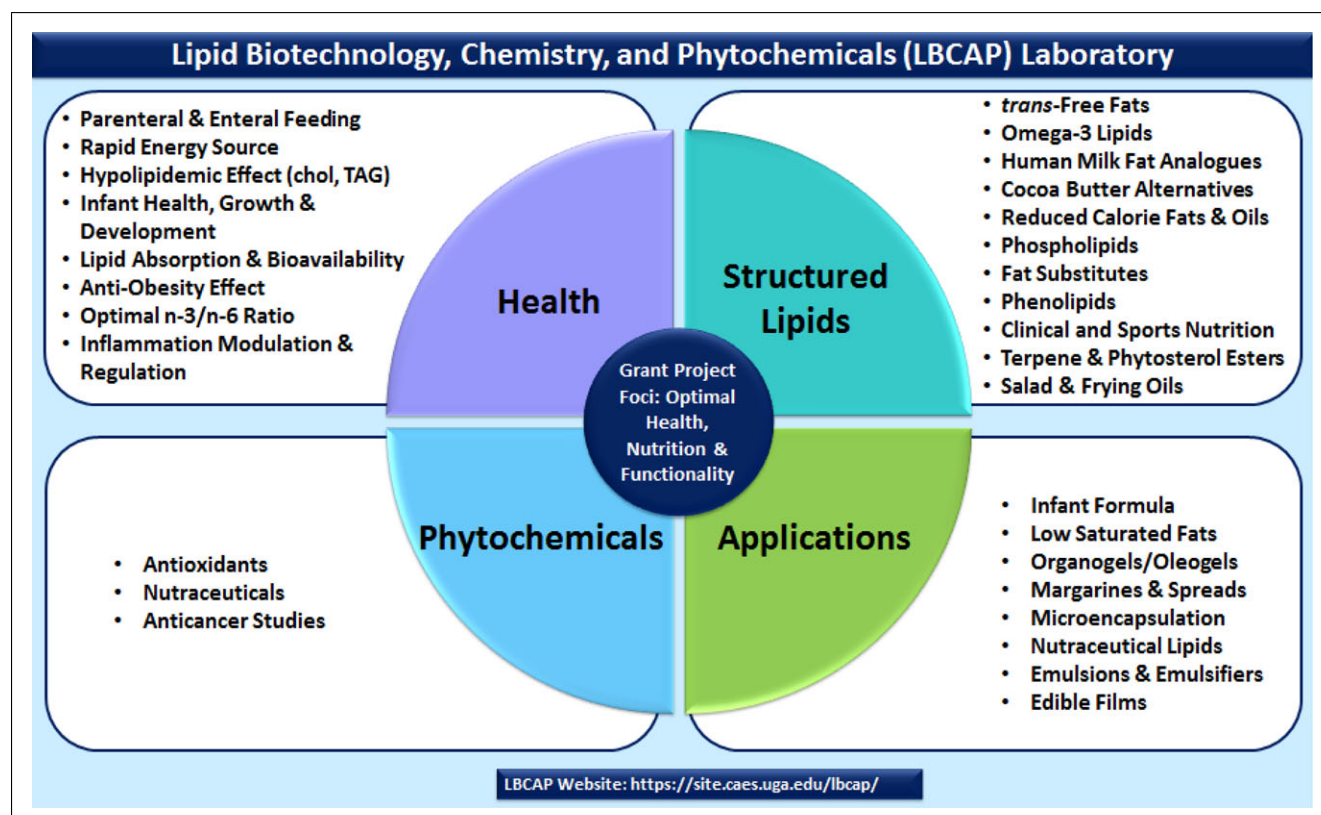 Lipid Biotechnology, Chemistry, and Phytochemicals (LBCAP) Laboratory
• Parenteral & Enteral Feeding
• Rapid Energy Source
• Hypolipidemic Effect (chol, TAG)
• Infant Health, Growth &
Development
• Lipid Absorption & Bioavailability
• Anti-Obesity Effect
• Optimal n-3/n-6 Ratio
• Inflammation Modulation &
Regulation
Health
Structured
Lipids
• trans-Free Fats
• Omega-3 Lipids
• Human Milk Fat Analogues
• Cocoa Butter Alternatives
• Reduced Calorie Fats & Oils
• Phospholipids
• Fat Substitutes
• Phenolipids
• Clinical and Sports Nutrition
• Terpene & Phytosterol Esters
• Salad & Frying Oils
Grant Project
Foci: Optimal
Health,
Nutrition &
Functionality
• Antioxidants
• Nutraceuticals
• Anticancer Studies
Phytochemicals
Applications
• Infant Formula
• Low Saturated Fats
• Organogels/Oleogels
• Margarines & Spreads
• Microencapsulation
• Nutraceutical Lipids
• Emulsions & Emulsifiers
• Edible Films
LBCAP Website: https://site.caes.uga.edu/lbcap/